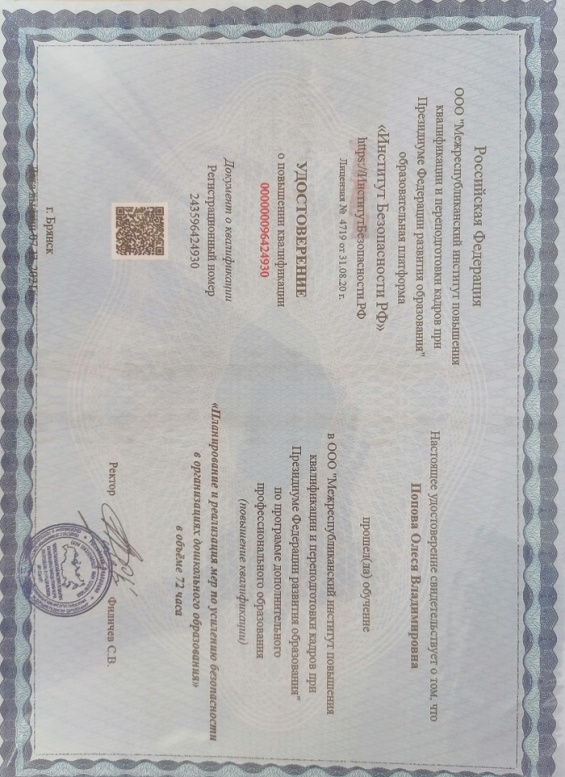 Российская Федерация
ООО "Межреспубликанский институт повышения
квалификации и переподготовки кадров при
Президиуме Федерации развития образования"
образовательная платформа
«Институт Безопасности РФ»
https://ИнститутБезопасности.РФ
Лицензия № 4719 от 31.08.20 г.
УДОСТОВЕРЕНИЕ
о повышении квалификации
000000096424930
Документ о квалификации
Регистрационный номер
243596424930
г. Брянск
Настоящее удостоверение свидетельствует о том, что
Попова Олеся Владимировна
прошел(ла) обучение
в ООО "Межреспубликанский институт повышения
квалификации и переподготовки кадров при
Президиуме Федерации развития образования"
по программе дополнительного
профессионального образования
(повышение квалификации)
«Планирование и реализация мер по усилению безопасности
в организациях дошкольного образования»
в объёме 72 часа
Ректор Филичев С.В.